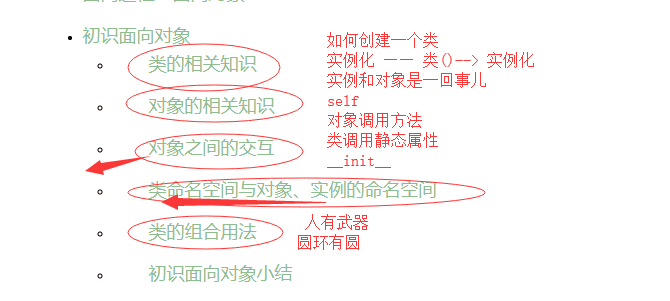 初识面向对象
类的相关知识
对象的相关知识
对象之间的交互
类命名空间与对象、实例的命名空间
类的组合用法
初识面向对象小结
如何创建一个类
实例化 —— 类()--> 实例化
实例和对象是一回事儿
self
对象调用方法
类调用静态属性
__init__
人有武器
圆环有圆